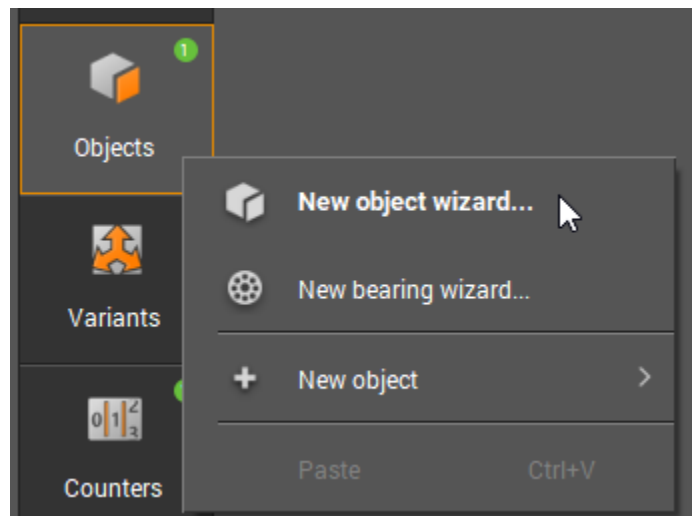 1
Objects
New object wizard...
New bearing wizard...
Variants
New object
0 1 2 3
Counters
Paste Ctrl+V